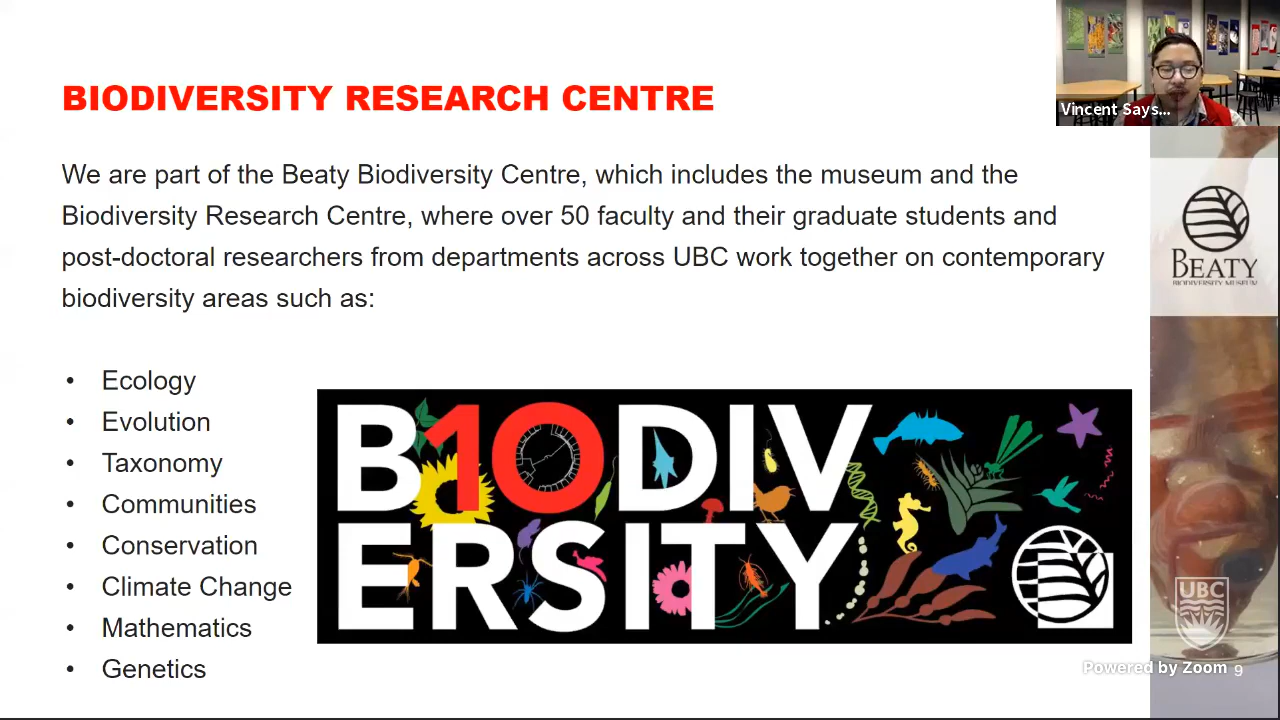 BIODIVERSITY RESEARCH CENTRE
Vincent Says...
We are part of the Beaty Biodiversity Centre, which includes the museum and the
Biodiversity Research Centre, where over 50 faculty and their graduate students and
post-doctoral researchers from departments across UBC work together on contemporary
biodiversity areas such as:
BEATY
BIODIVERSITY MUSEUM
• Ecology
• Evolution
• Taxonomy
• Communities
• Conservation
• Climate Change
• Mathematics
• Genetics
B10DIV
ERSITY
UBC
Powered by Zoom 9